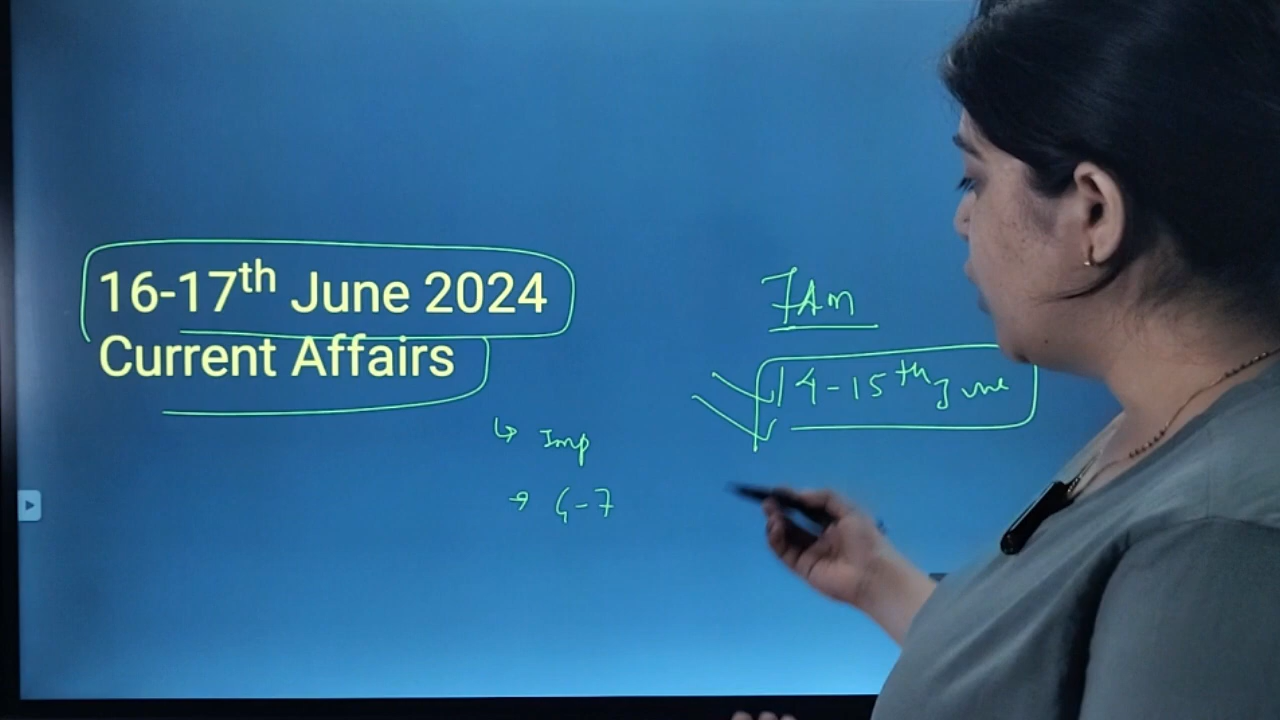 16-17th June 2024
Current Affairs
7AM
14-15th June
↳ Imp
→ 6-7